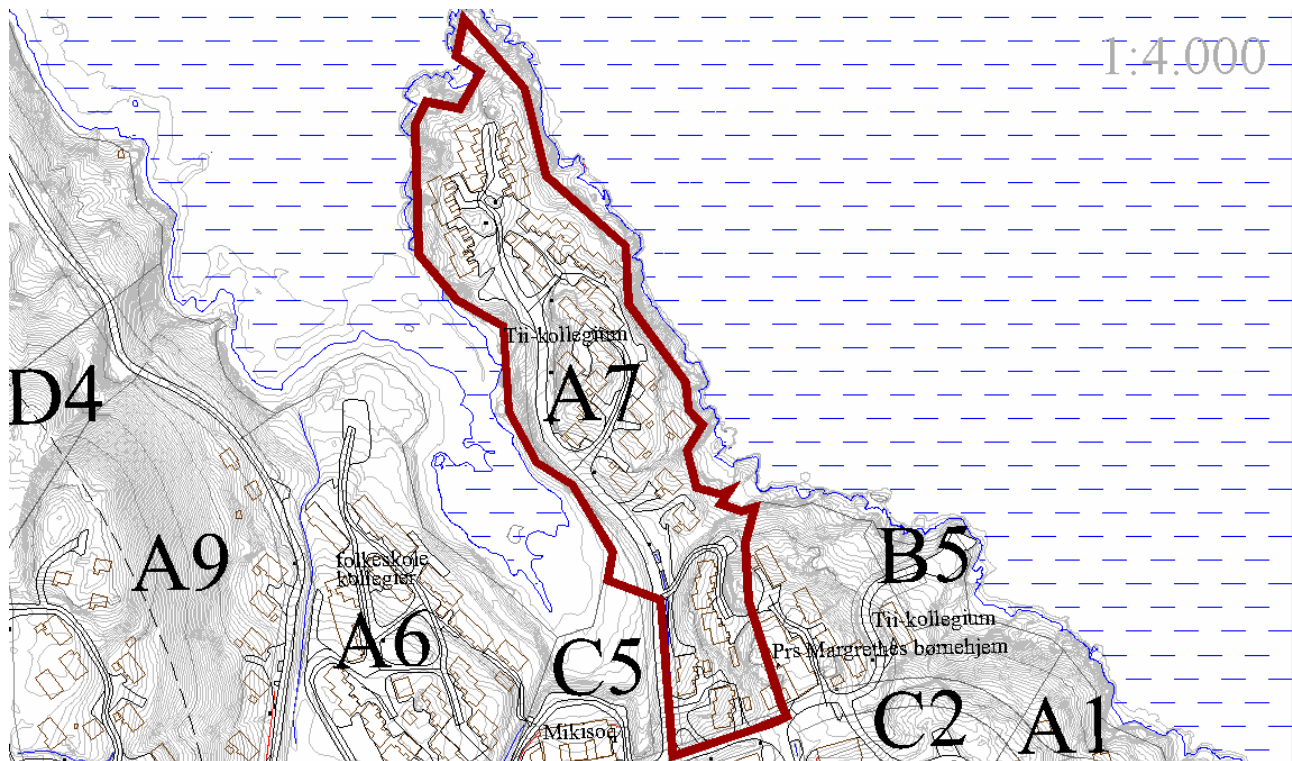 1:4.000
Tii-kollegium
D4
A7
A9
folkeskole
kollegier
B5
Tii-kollegium
A6
C5
Prs Margrethes børnehjem
C2
A1
Mikisoq